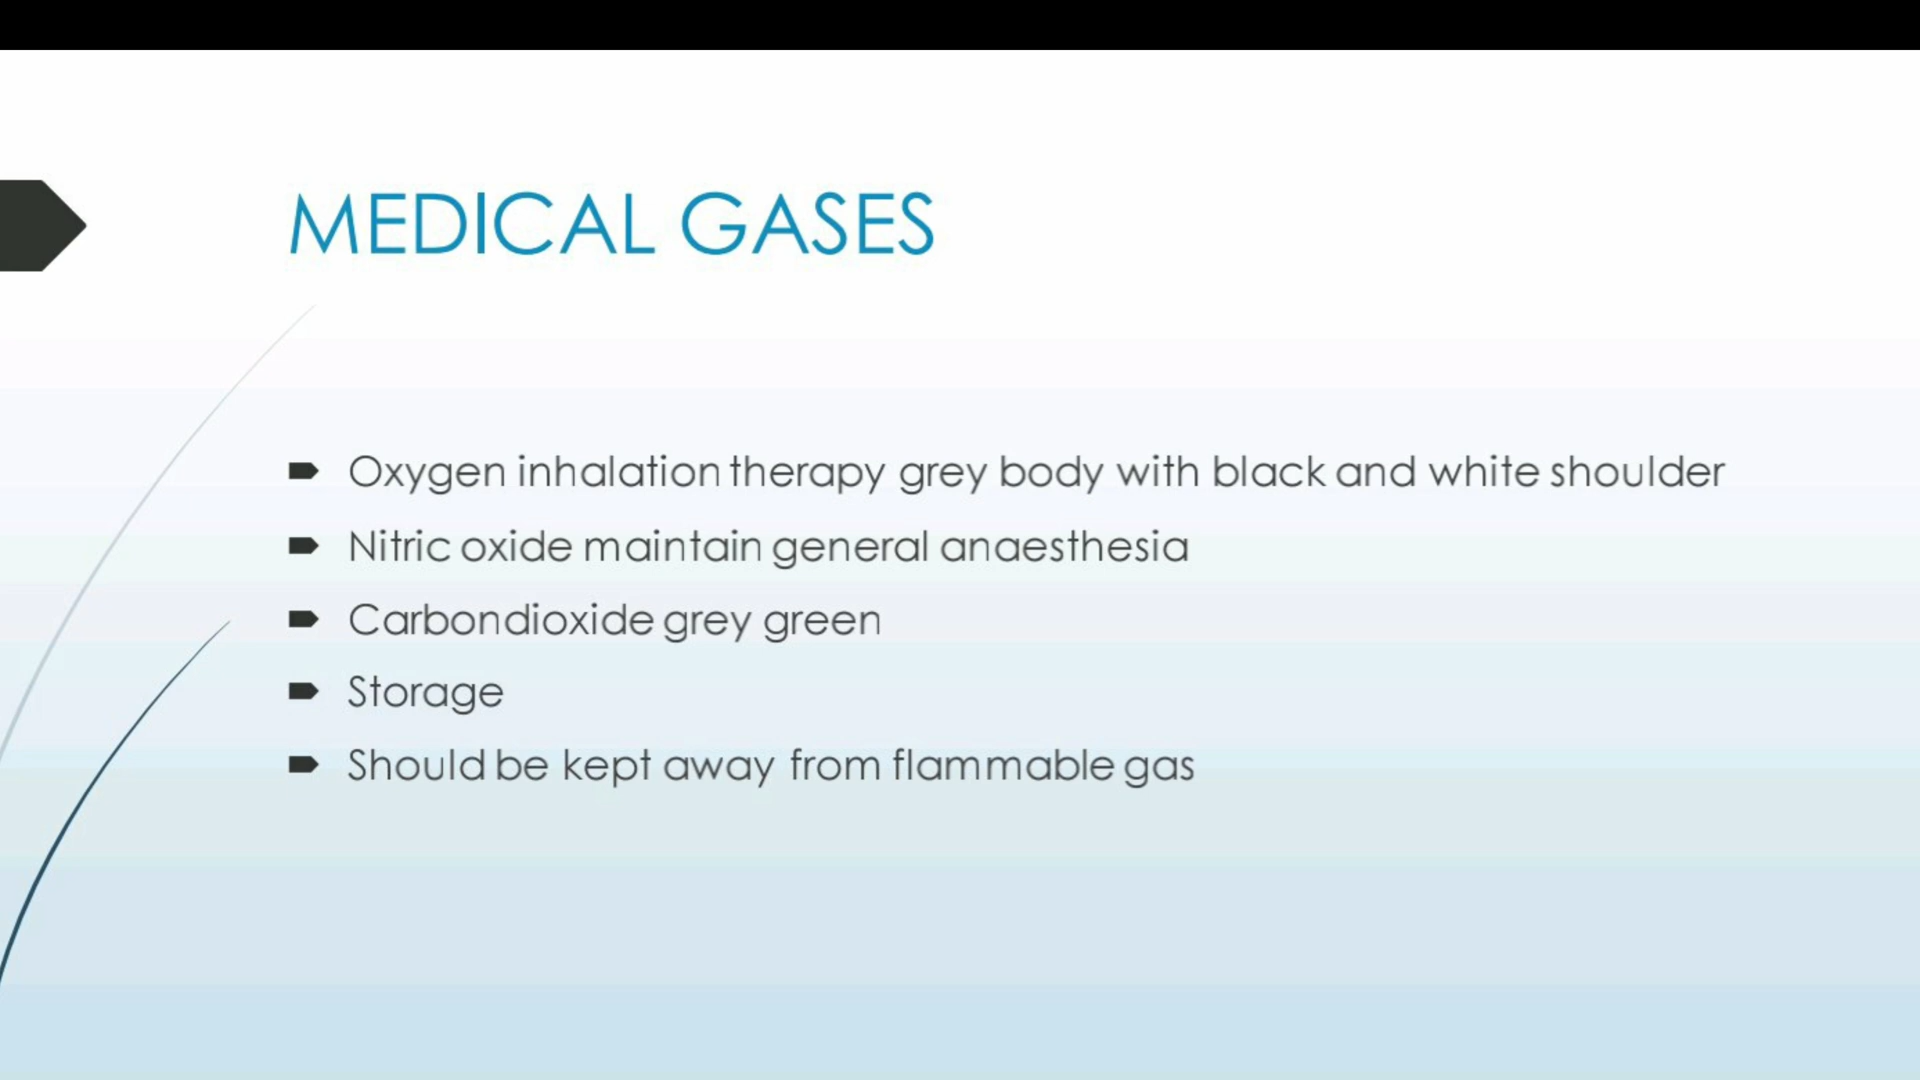 MEDICAL GASES
Oxygen inhalation therapy grey body with black and white shoulder
Nitric oxide maintain general anaesthesia
Carbondioxide grey green
Storage
Should be kept away from flammable gas